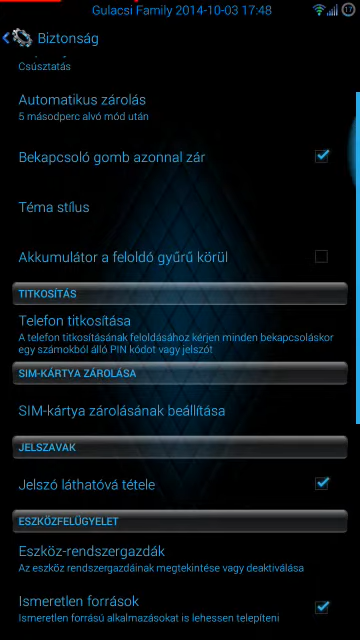 Gulacsi Family 2014-10-03 17:48
17
Biztonság
Csúsztatás
Automatikus zárolás
5 másodperc alvó mód után
Bekapcsoló gomb azonnal zár
Téma stílus
Akkumulátor a feloldó gyűrű körül
TITKOSÍTÁS
Telefon titkosítása
A telefon titkosításának feloldásához kérjen minden bekapcsoláskor
egy számokból álló PIN kódot vagy jelszót
SIM-KÁRTYA ZÁROLÁSA
SIM-kártya zárolásának beállítása
JELSZAVAK
Jelszó láthatóvá tétele
ESZKÖZFELÜGYELET
Eszköz-rendszergazdák
Az eszköz rendszergazdáinak megtekintése vagy deaktiválása
Ismeretlen források
Ismeretlen forrású alkalmazásokat is lehessen telepíteni